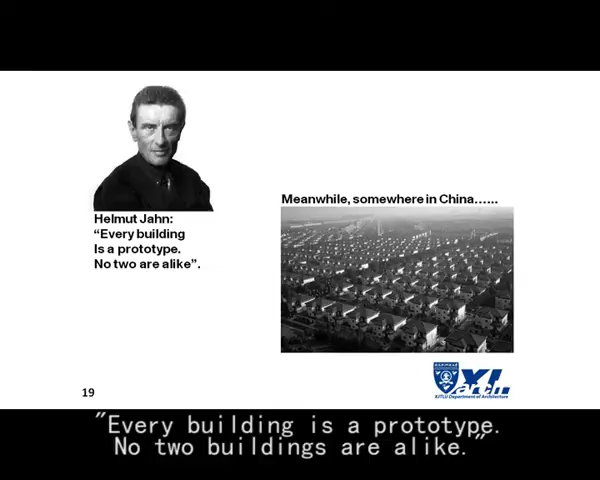 Helmut Jahn:
“Every building
Is a prototype.
No two are alike”.
Meanwhile, somewhere in China……
XJTLU Department of Architecture
19
"Every building is a prototype.
No two buildings are alike."